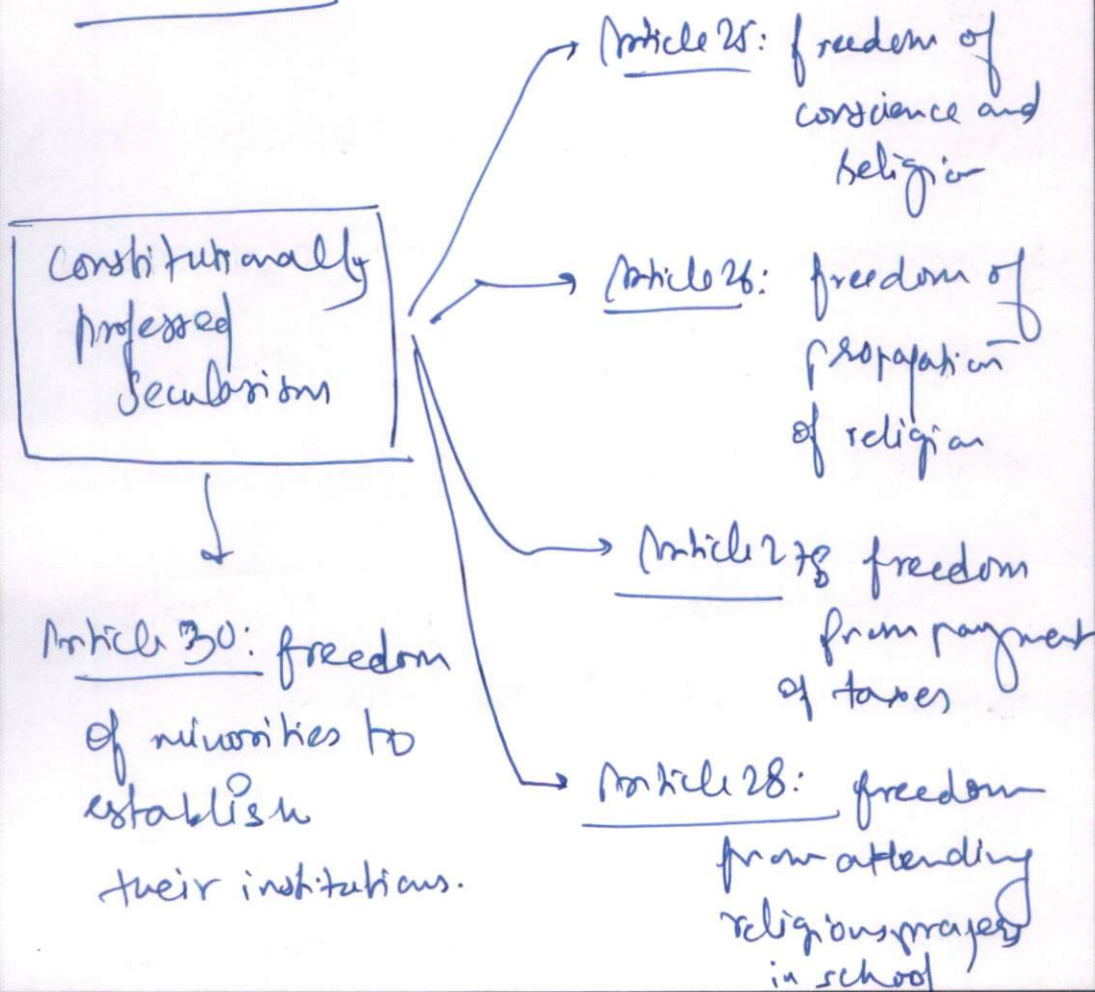 Constitutionally
professed
Secularism
Article 25: freedom of
conscience and
religion
Article 26: freedom of
propagation
of religion
Article 27: freedom
from payment
of taxes
Article 28: freedom
from attending
religious prayers
in school
Article 30: freedom
of minorities to
establish
their institutions.